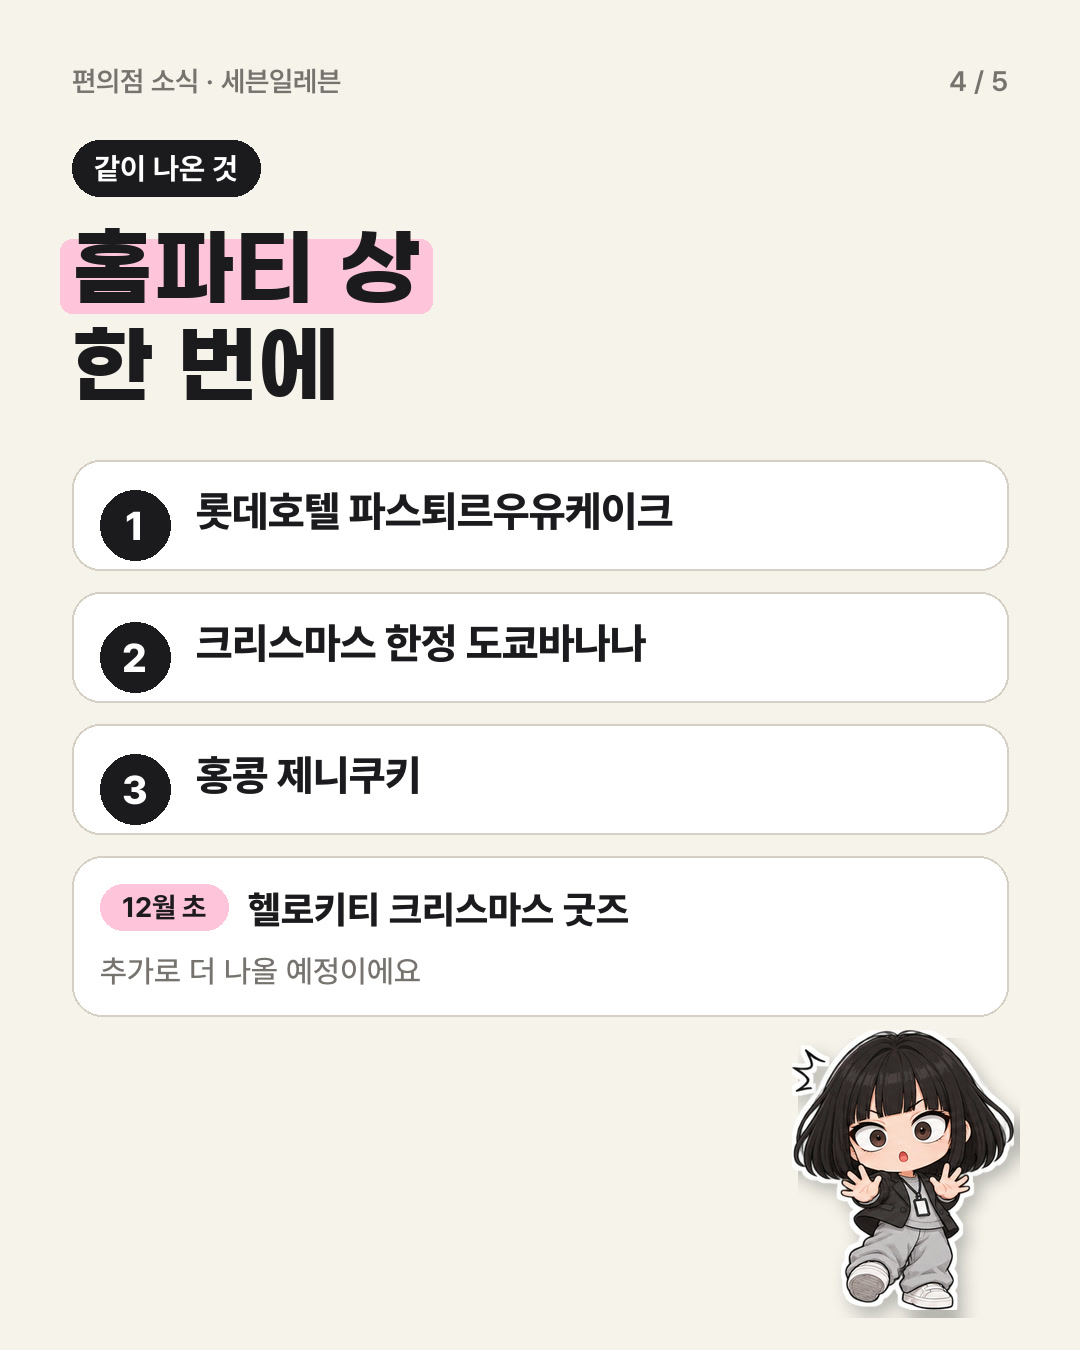 편의점 소식 · 세븐일레븐
4 / 5
같이 나온 것
홈파티 상
한 번에
1 롯데호텔 파스퇴르우유케이크
2 크리스마스 한정 도쿄바나나
3 홍콩 제니쿠키
12월 초 헬로키티 크리스마스 굿즈
추가로 더 나올 예정이에요